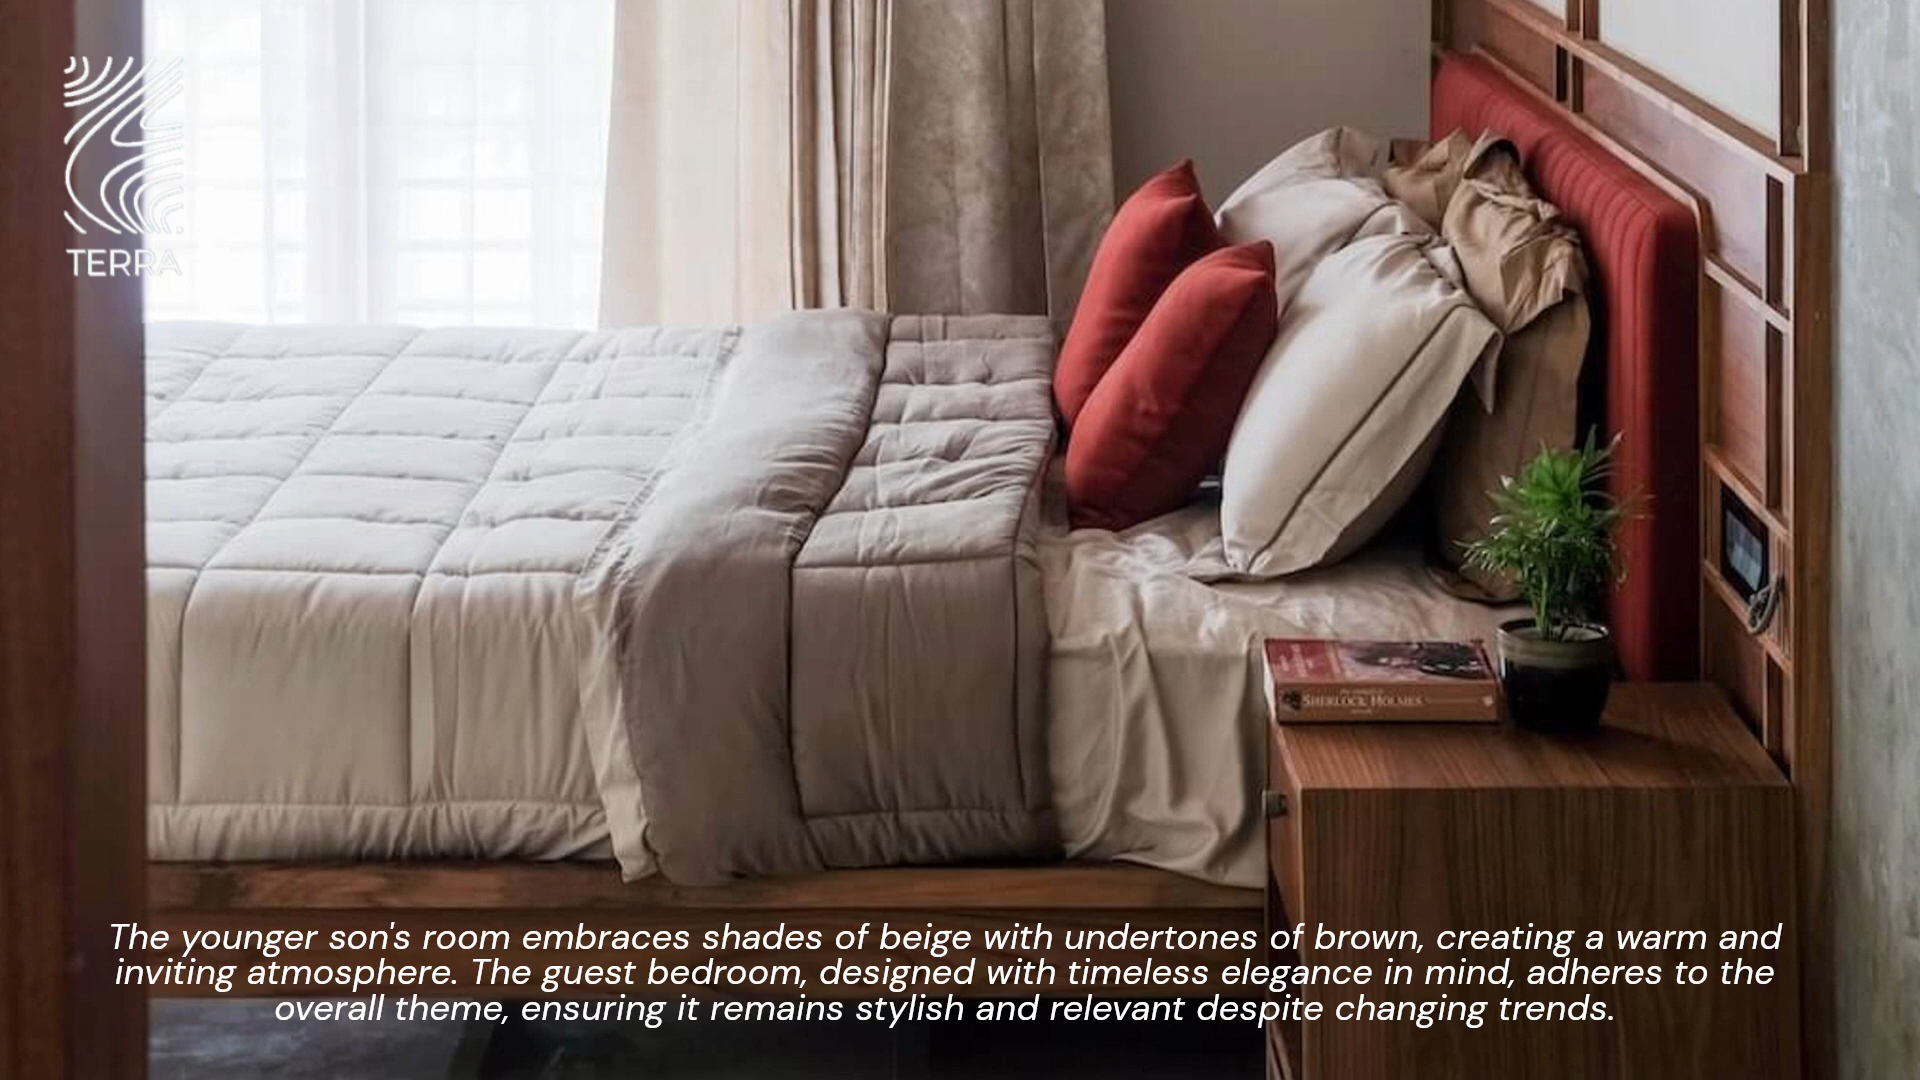 TERRA
SHERLOCK HOLMES
The younger son's room embraces shades of beige with undertones of brown, creating a warm and
inviting atmosphere. The guest bedroom, designed with timeless elegance in mind, adheres to the
overall theme, ensuring it remains stylish and relevant despite changing trends.